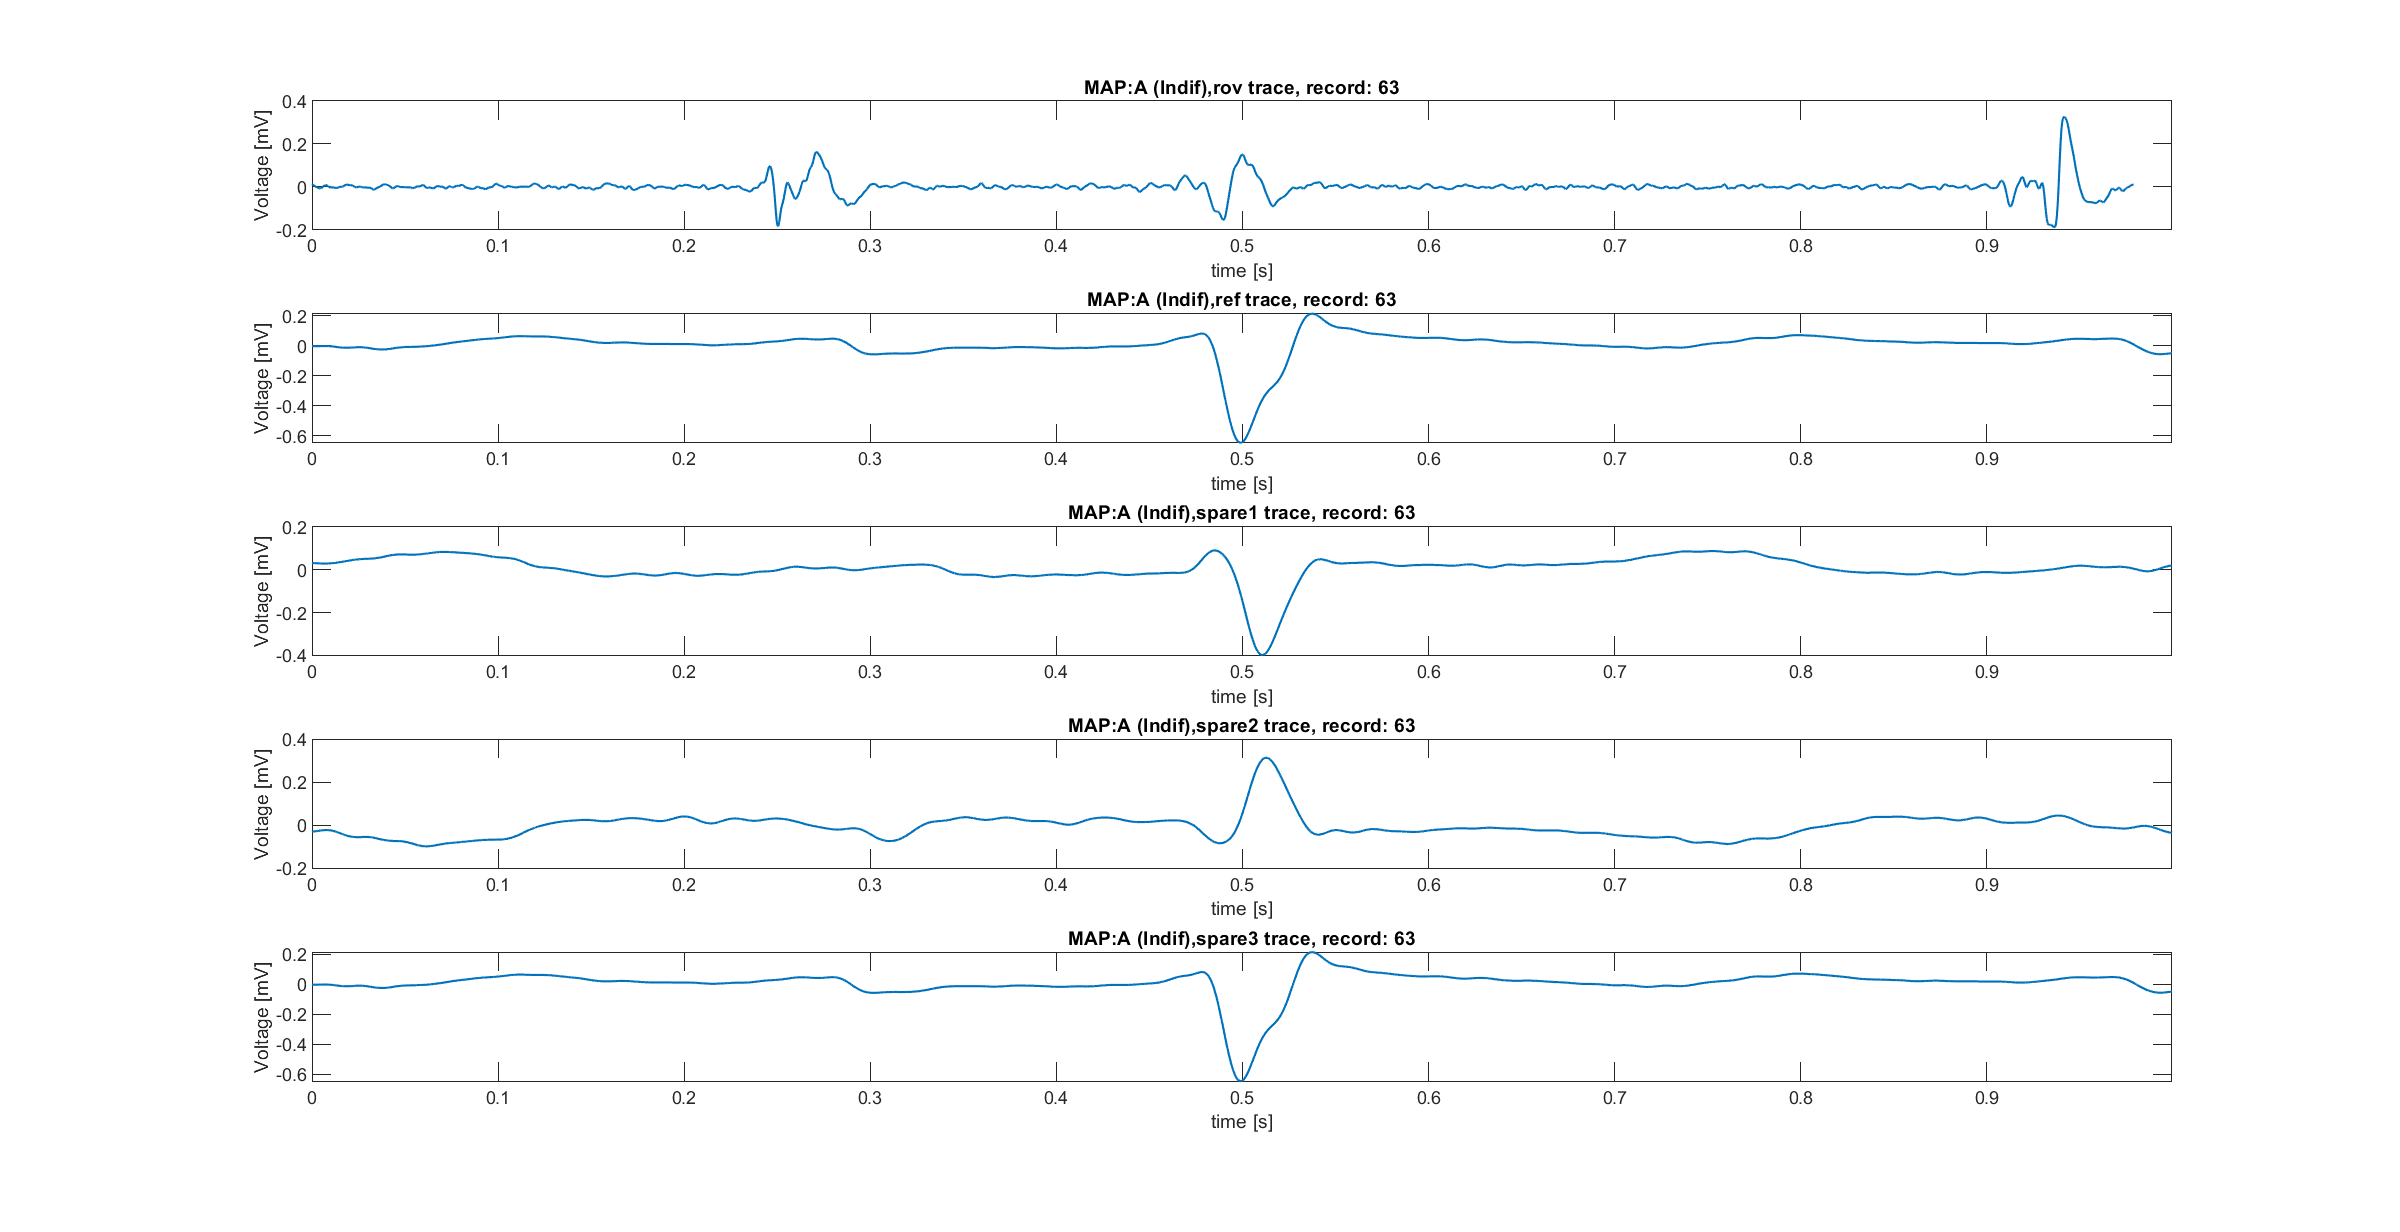 MAP:A (Indif),rov trace, record: 63
Voltage [mV]
0.4
0.2
0
-0.2
0 0.1 0.2 0.3 0.4 0.5 0.6 0.7 0.8 0.9
time [s]
MAP:A (Indif),ref trace, record: 63
Voltage [mV]
0.2
0
-0.2
-0.4
-0.6
0 0.1 0.2 0.3 0.4 0.5 0.6 0.7 0.8 0.9
time [s]
MAP:A (Indif),spare1 trace, record: 63
Voltage [mV]
0.2
0
-0.2
-0.4
0 0.1 0.2 0.3 0.4 0.5 0.6 0.7 0.8 0.9
time [s]
MAP:A (Indif),spare2 trace, record: 63
Voltage [mV]
0.4
0.2
0
-0.2
0 0.1 0.2 0.3 0.4 0.5 0.6 0.7 0.8 0.9
time [s]
MAP:A (Indif),spare3 trace, record: 63
Voltage [mV]
0.2
0
-0.2
-0.4
-0.6
0 0.1 0.2 0.3 0.4 0.5 0.6 0.7 0.8 0.9
time [s]